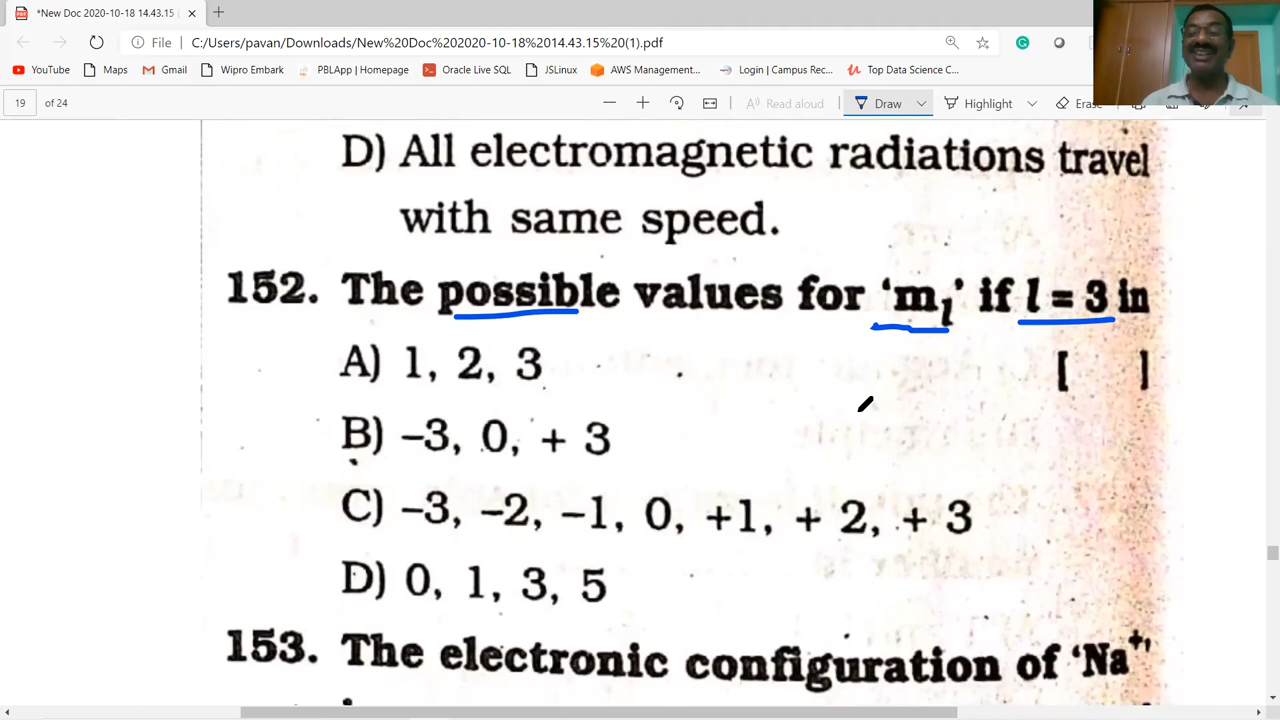 *New Doc 2020-10-18 14.43.15 (
File
C:/Users/pavan/Downloads/New%20Doc%202020-10-18%2014.43.15%20(1).pdf
YouTube
Maps
Gmail
Wipro Embark
PBLApp | Homepage
Oracle Live SQL
JSLinux
AWS Management...
Login | Campus Rec...
Top Data Science C...
19 of 24
Read aloud
Draw
Highlight
Erase
D) All electromagnetic radiations travel
with same speed.
152. The possible values for ‘mₗ’ if l = 3 in
A) 1, 2, 3 [ ]
B) –3, 0, + 3
C) –3, –2, –1, 0, +1, + 2, + 3
D) 0, 1, 3, 5
153. The electronic configuration of ‘Na⁺’